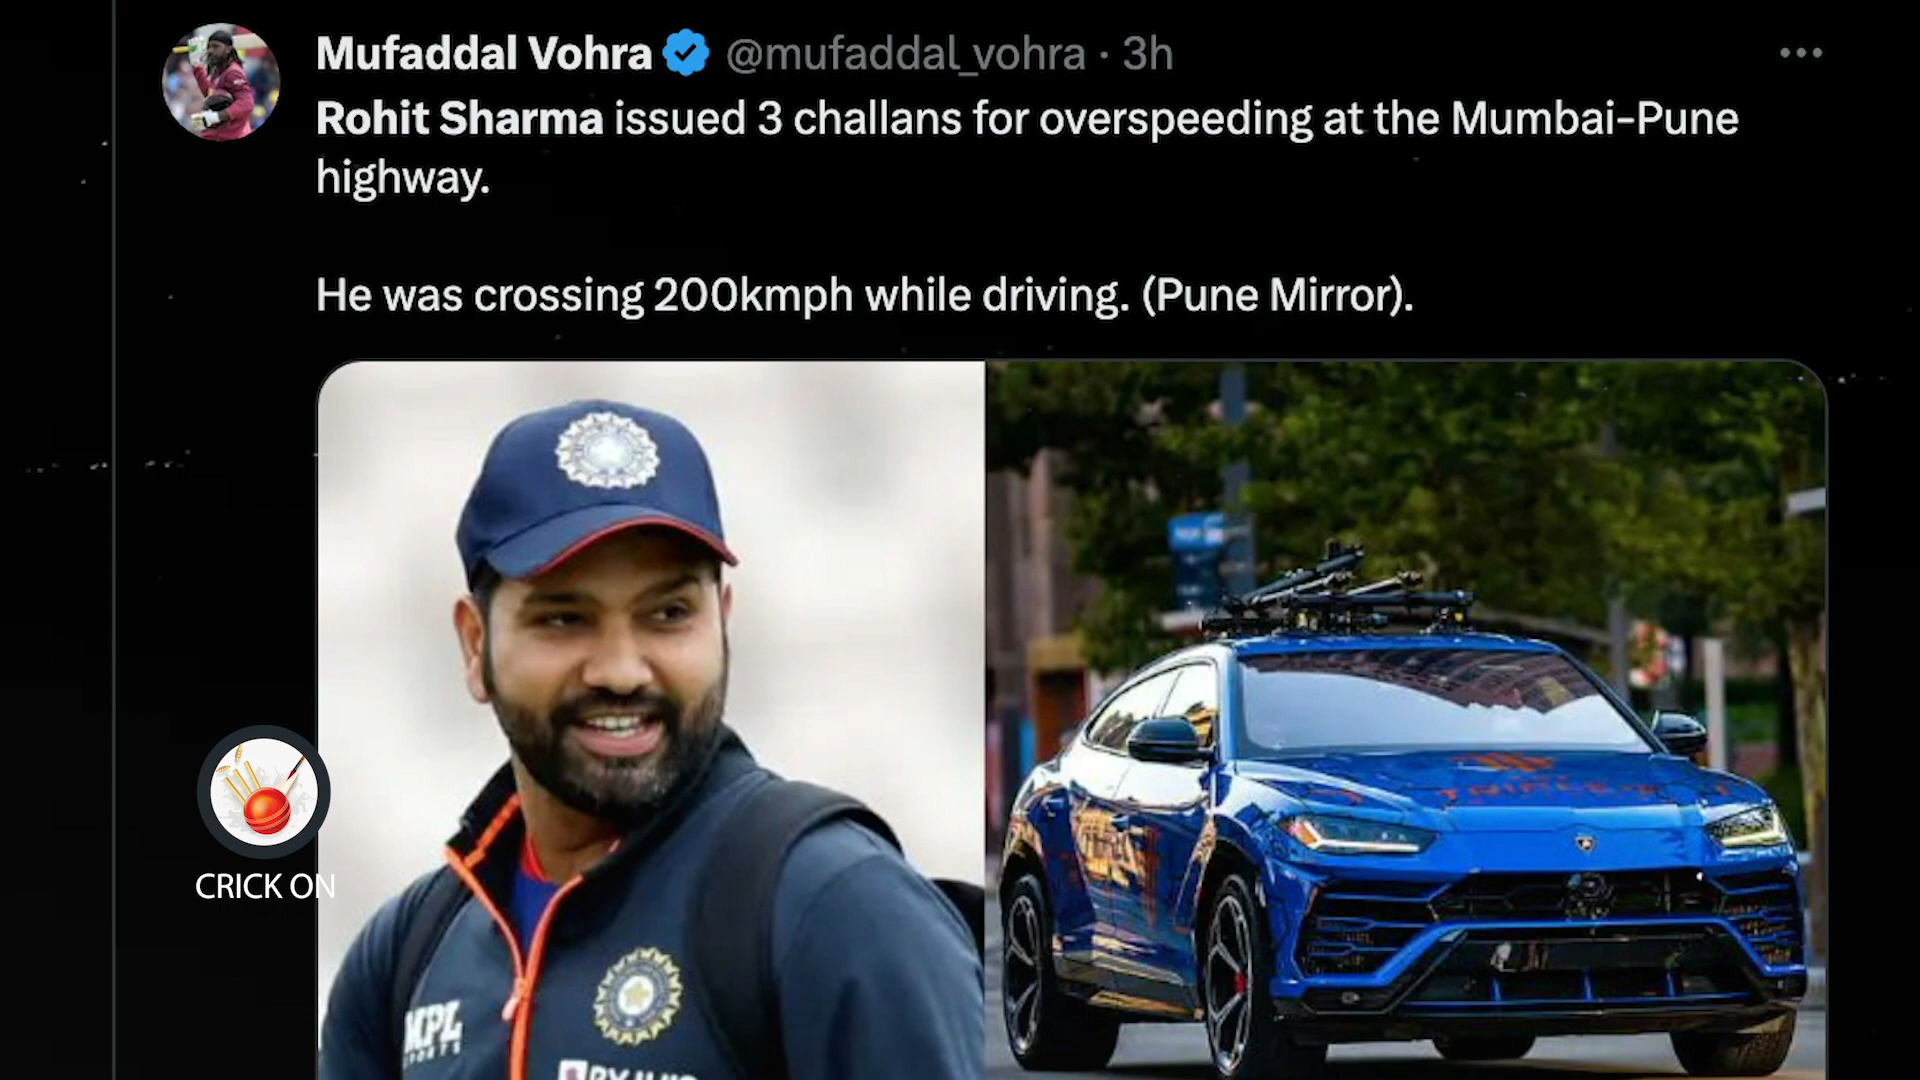 Mufaddal Vohra @mufaddal_vohra · 3h
Rohit Sharma issued 3 challans for overspeeding at the Mumbai-Pune
highway.
He was crossing 200kmph while driving. (Pune Mirror).
CRICK ON
MPL
SPORTS